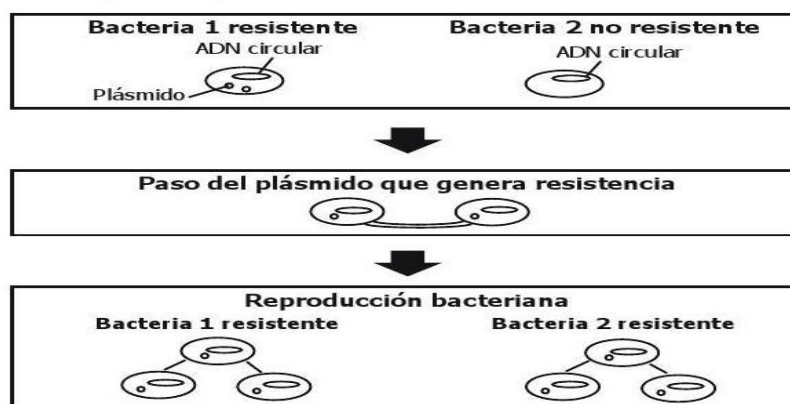 Bacteria 1 resistente
ADN circular
Plásmido
Bacteria 2 no resistente
ADN circular
Paso del plásmido que genera resistencia
Reproducción bacteriana
Bacteria 1 resistente
Bacteria 2 resistente